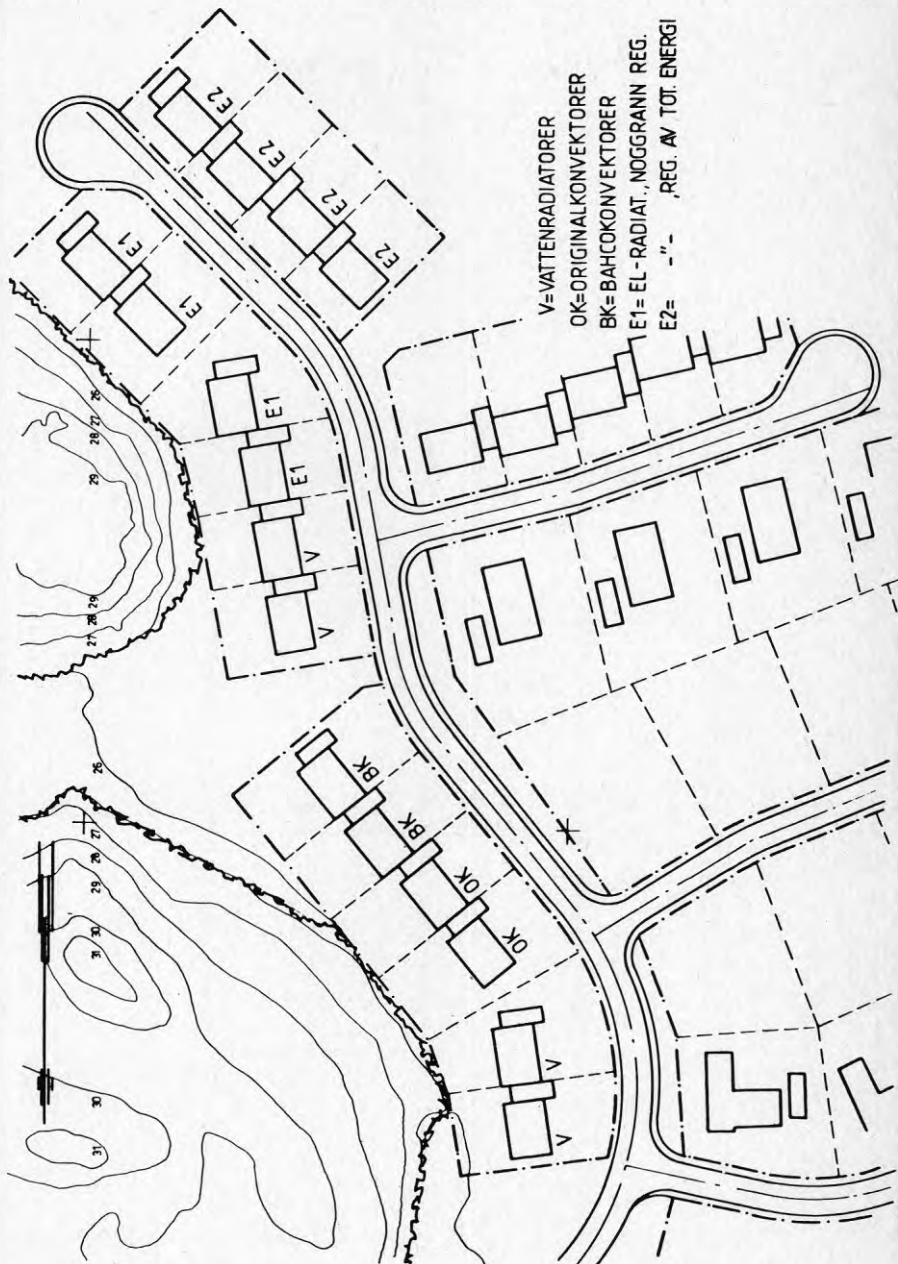 V=VATTENRADIATORER
OK=ORIGINALKONVEKTORER
BK=BAHCOKONVEKTORER
E1= EL-RADIAT., NOGGRANN REG.
E2= -"- , REG. AV TOT. ENERGI
E2
E2
E2
E2
E1
E1
E1
E1
V
V
BK
BK
OK
OK
V
V
26
27
28
29
29
28
27
26
27
28
29
30
31
30
31